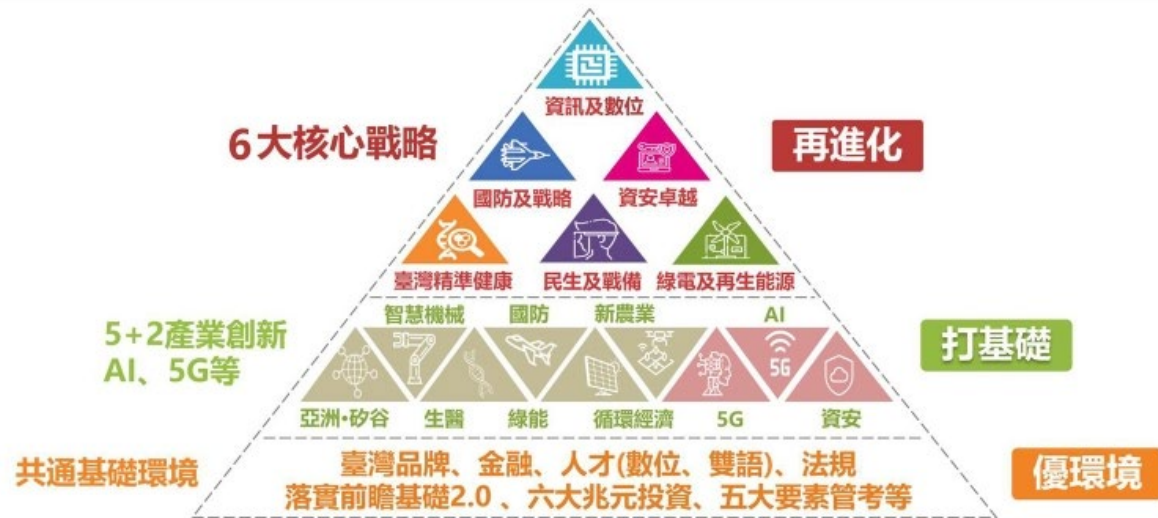 資訊及數位
6大核心戰略
再進化
國防及戰略
資安卓越
臺灣精準健康
民生及戰備
綠電及再生能源
5+2產業創新
AI、5G等
智慧機械
國防
新農業
AI
打基礎
5G
亞洲•矽谷
生醫
綠能
循環經濟
5G
資安
共通基礎環境
臺灣品牌、金融、人才(數位、雙語)、法規
落實前瞻基礎2.0、六大兆元投資、五大要素管考等
優環境